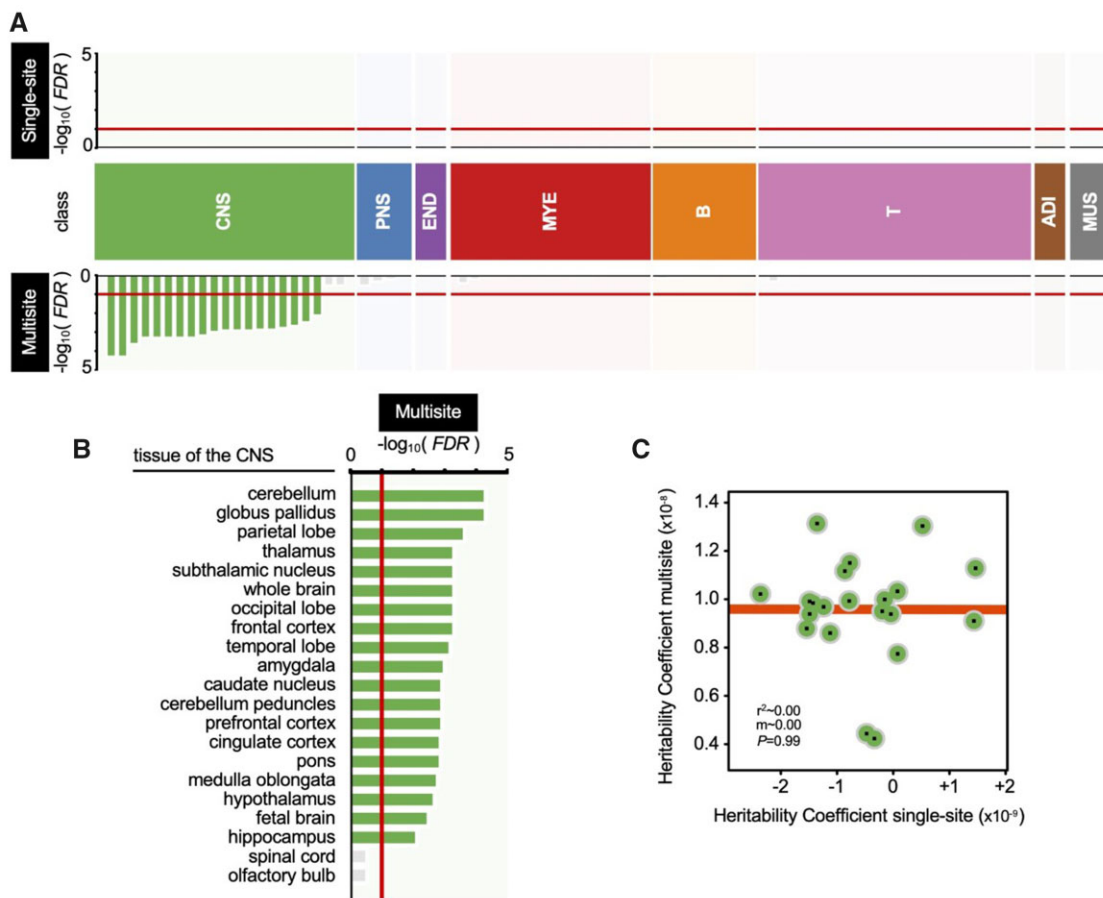 A
Single-site
-log10( FDR )
5
0
class
CNS
PNS
END
MYE
B
T
ADI
MUS
Multisite
-log10( FDR )
0
5
B
Multisite
-log10( FDR )
tissue of the CNS
0
5
cerebellum
globus pallidus
parietal lobe
thalamus
subthalamic nucleus
whole brain
occipital lobe
frontal cortex
temporal lobe
amygdala
caudate nucleus
cerebellum peduncles
prefrontal cortex
cingulate cortex
pons
medulla oblongata
hypothalamus
fetal brain
hippocampus
spinal cord
olfactory bulb
C
Heritability Coefficient multisite (x10⁻⁸)
1.4
1.2
1.0
0.8
0.6
0.4
r²~0.00
m~0.00
P=0.99
-2 -1 0 +1 +2
Heritability Coefficient single-site (x10⁻⁹)